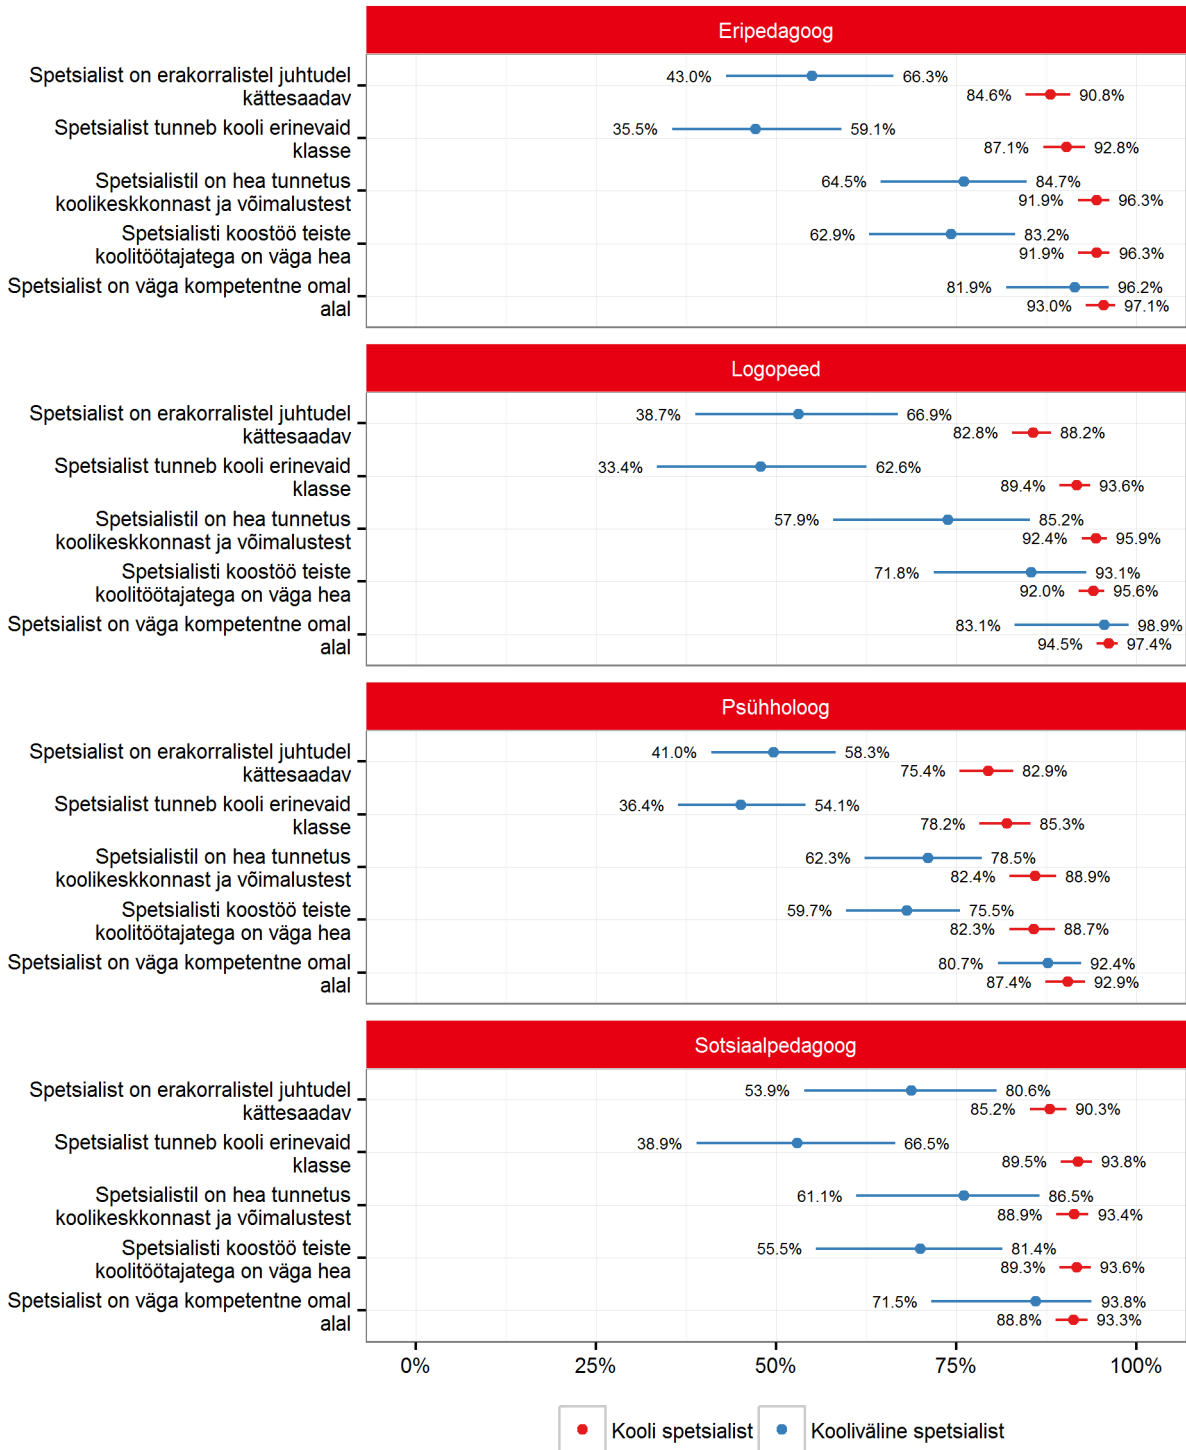 Eripedagoog
Spetsialist on erakorralistel juhtudel
kättesaadav
43.0% 66.3%
84.6% 90.8%
Spetsialist tunneb kooli erinevaid
klasse
35.5% 59.1%
87.1% 92.8%
Spetsialistil on hea tunnetus
koolikeskkonnast ja võimalustest
64.5% 84.7%
91.9% 96.3%
Spetsialisti koostöö teiste
koolitöötajatega on väga hea
62.9% 83.2%
91.9% 96.3%
Spetsialist on väga kompetentne omal
alal
81.9% 96.2%
93.0% 97.1%
Logopeed
Spetsialist on erakorralistel juhtudel
kättesaadav
38.7% 66.9%
82.8% 88.2%
Spetsialist tunneb kooli erinevaid
klasse
33.4% 62.6%
89.4% 93.6%
Spetsialistil on hea tunnetus
koolikeskkonnast ja võimalustest
57.9% 85.2%
92.4% 95.9%
Spetsialisti koostöö teiste
koolitöötajatega on väga hea
71.8% 93.1%
92.0% 95.6%
Spetsialist on väga kompetentne omal
alal
83.1% 98.9%
94.5% 97.4%
Psühholoog
Spetsialist on erakorralistel juhtudel
kättesaadav
41.0% 58.3%
75.4% 82.9%
Spetsialist tunneb kooli erinevaid
klasse
36.4% 54.1%
78.2% 85.3%
Spetsialistil on hea tunnetus
koolikeskkonnast ja võimalustest
62.3% 78.5%
82.4% 88.9%
Spetsialisti koostöö teiste
koolitöötajatega on väga hea
59.7% 75.5%
82.3% 88.7%
Spetsialist on väga kompetentne omal
alal
80.7% 92.4%
87.4% 92.9%
Sotsiaalpedagoog
Spetsialist on erakorralistel juhtudel
kättesaadav
53.9% 80.6%
85.2% 90.3%
Spetsialist tunneb kooli erinevaid
klasse
38.9% 66.5%
89.5% 93.8%
Spetsialistil on hea tunnetus
koolikeskkonnast ja võimalustest
61.1% 86.5%
88.9% 93.4%
Spetsialisti koostöö teiste
koolitöötajatega on väga hea
55.5% 81.4%
89.3% 93.6%
Spetsialist on väga kompetentne omal
alal
71.5% 93.8%
88.8% 93.3%
0% 25% 50% 75% 100%
Kooli spetsialist Kooliväline spetsialist